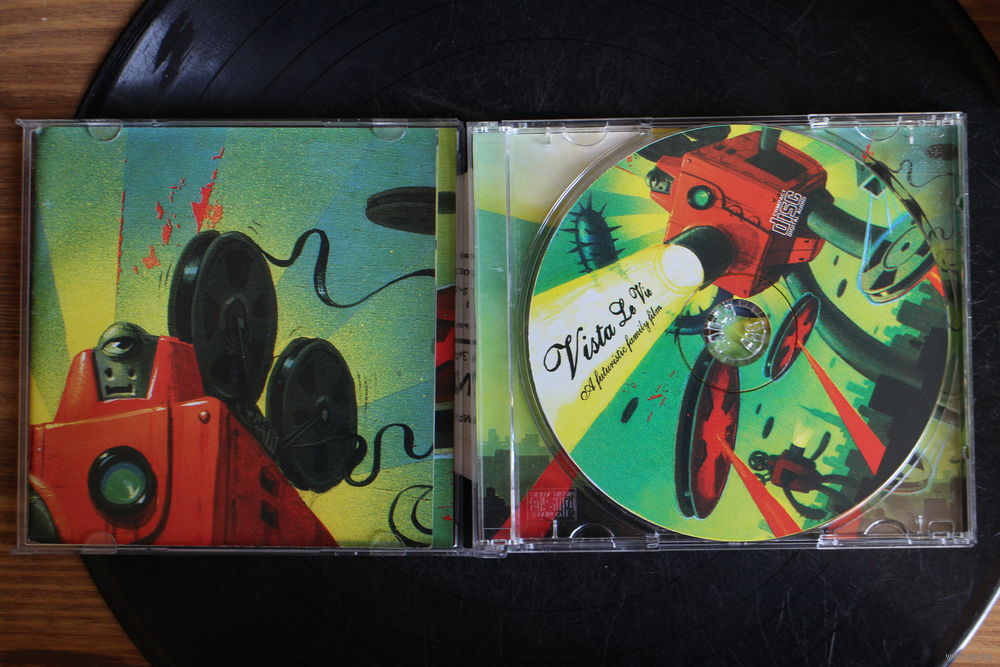 Vista Le Vie
A futuristic family film
COMPACT
disc
DIGITAL AUDIO